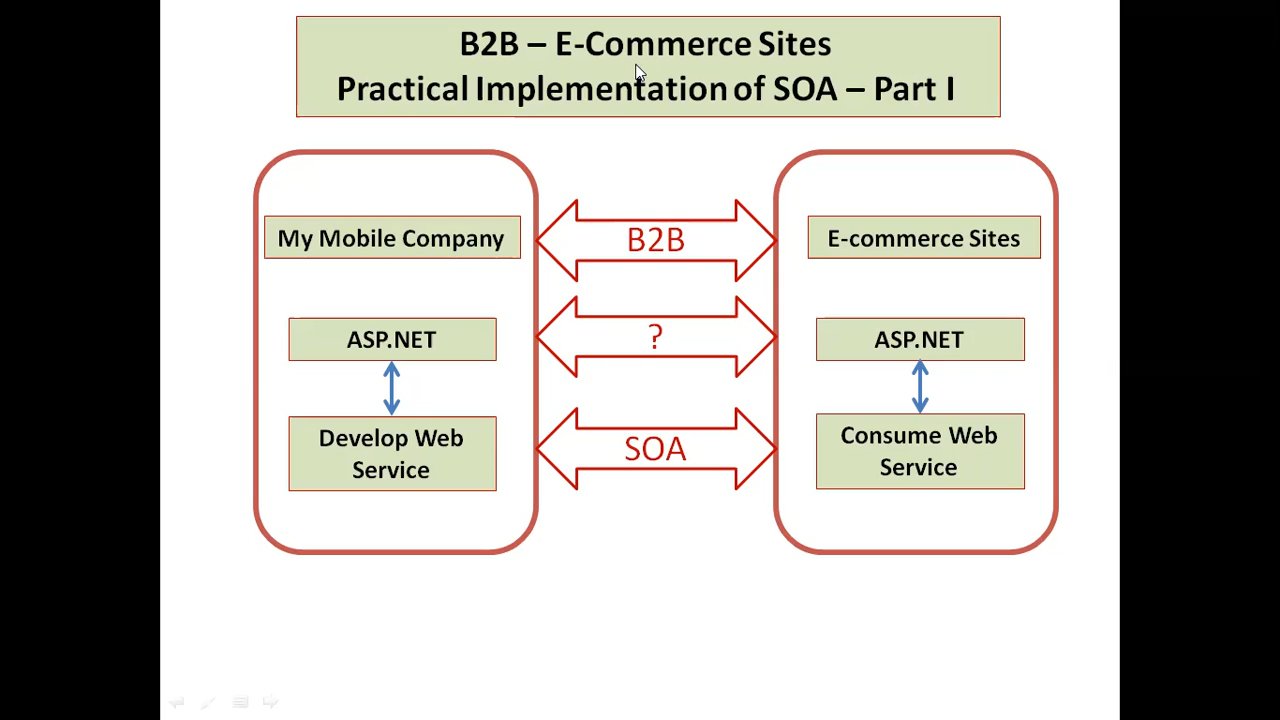 B2B – E-Commerce Sites
Practical Implementation of SOA – Part I
My Mobile Company
B2B
E-commerce Sites
ASP.NET
?
ASP.NET
Develop Web
Service
SOA
Consume Web
Service